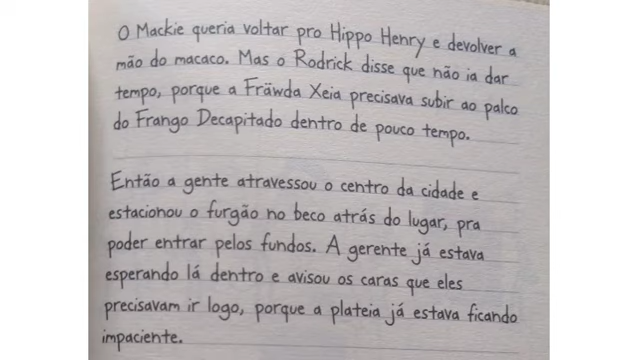 O Mackie queria voltar pro Hippo Henry e devolver a
mão do macaco. Mas o Rodrick disse que não ia dar
tempo, porque a Fräwda Xeia precisava subir ao palco
do Frango Decapitado dentro de pouco tempo.
Então a gente atravessou o centro da cidade e
estacionou o furgão no beco atrás do lugar, pra
poder entrar pelos fundos. A gerente já estava
esperando lá dentro e avisou os caras que eles
precisavam ir logo, porque a plateia já estava ficando
impaciente.